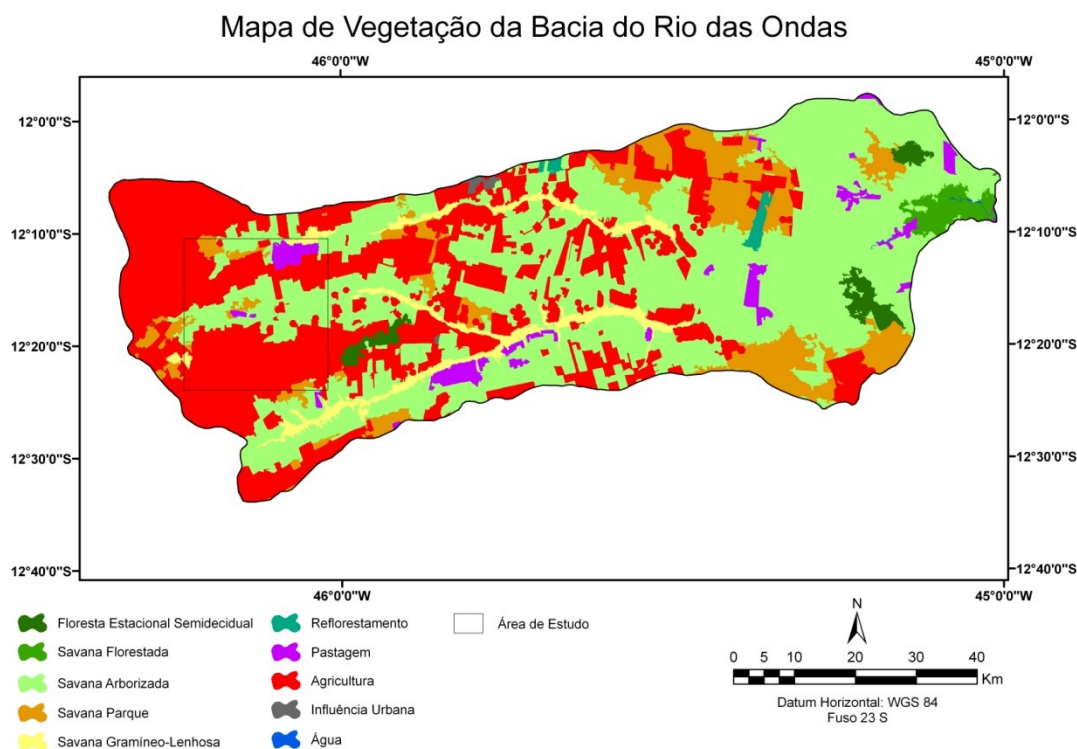 Mapa de Vegetação da Bacia do Rio das Ondas
46°0'0"W 45°0'0"W
12°0'0"S 12°0'0"S
12°10'0"S 12°10'0"S
12°20'0"S 12°20'0"S
12°30'0"S 12°30'0"S
12°40'0"S 12°40'0"S
46°0'0"W 45°0'0"W
Floresta Estacional Semidecidual
Savana Florestada
Savana Arborizada
Savana Parque
Savana Gramíneo-Lenhosa
Reflorestamento
Pastagem
Agricultura
Influência Urbana
Água
Área de Estudo
N
0 5 10 20 30 40
Km
Datum Horizontal: WGS 84
Fuso 23 S